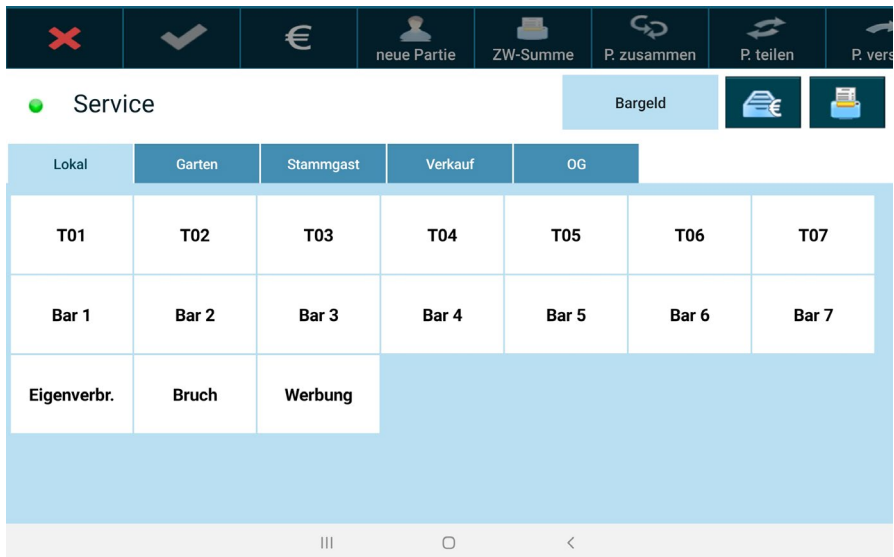 €
neue Partie ZW-Summe P. zusammen P. teilen P. vers
Service Bargeld €
Lokal Garten Stammgast Verkauf OG
T01 T02 T03 T04 T05 T06 T07
Bar 1 Bar 2 Bar 3 Bar 4 Bar 5 Bar 6 Bar 7
Eigenverbr. Bruch Werbung